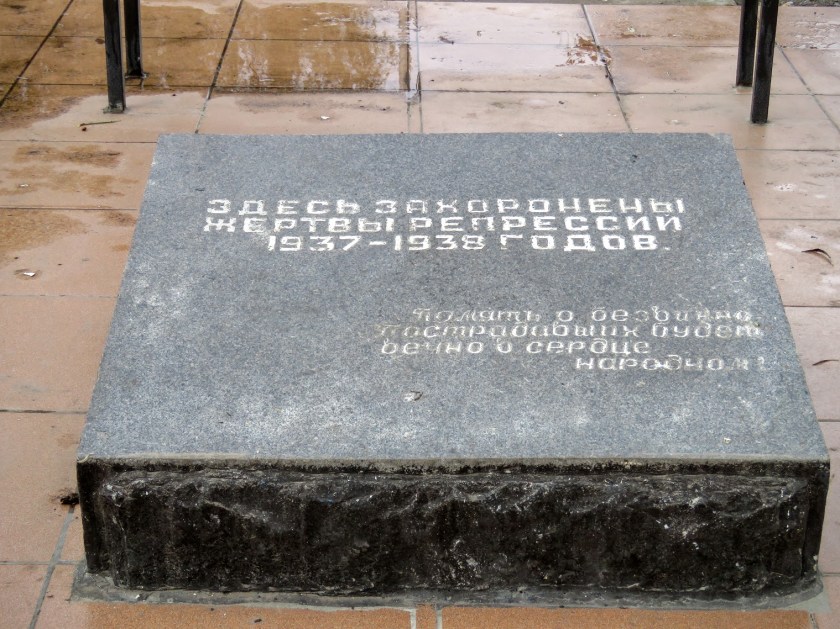 ЗДЕСЬ ЗАХОРОНЕНЫ
ЖЕРТВЫ РЕПРЕССИЙ
1937-1938 ГОДОВ.
Память о безвинно
пострадавших будет
вечно в сердце
народном!